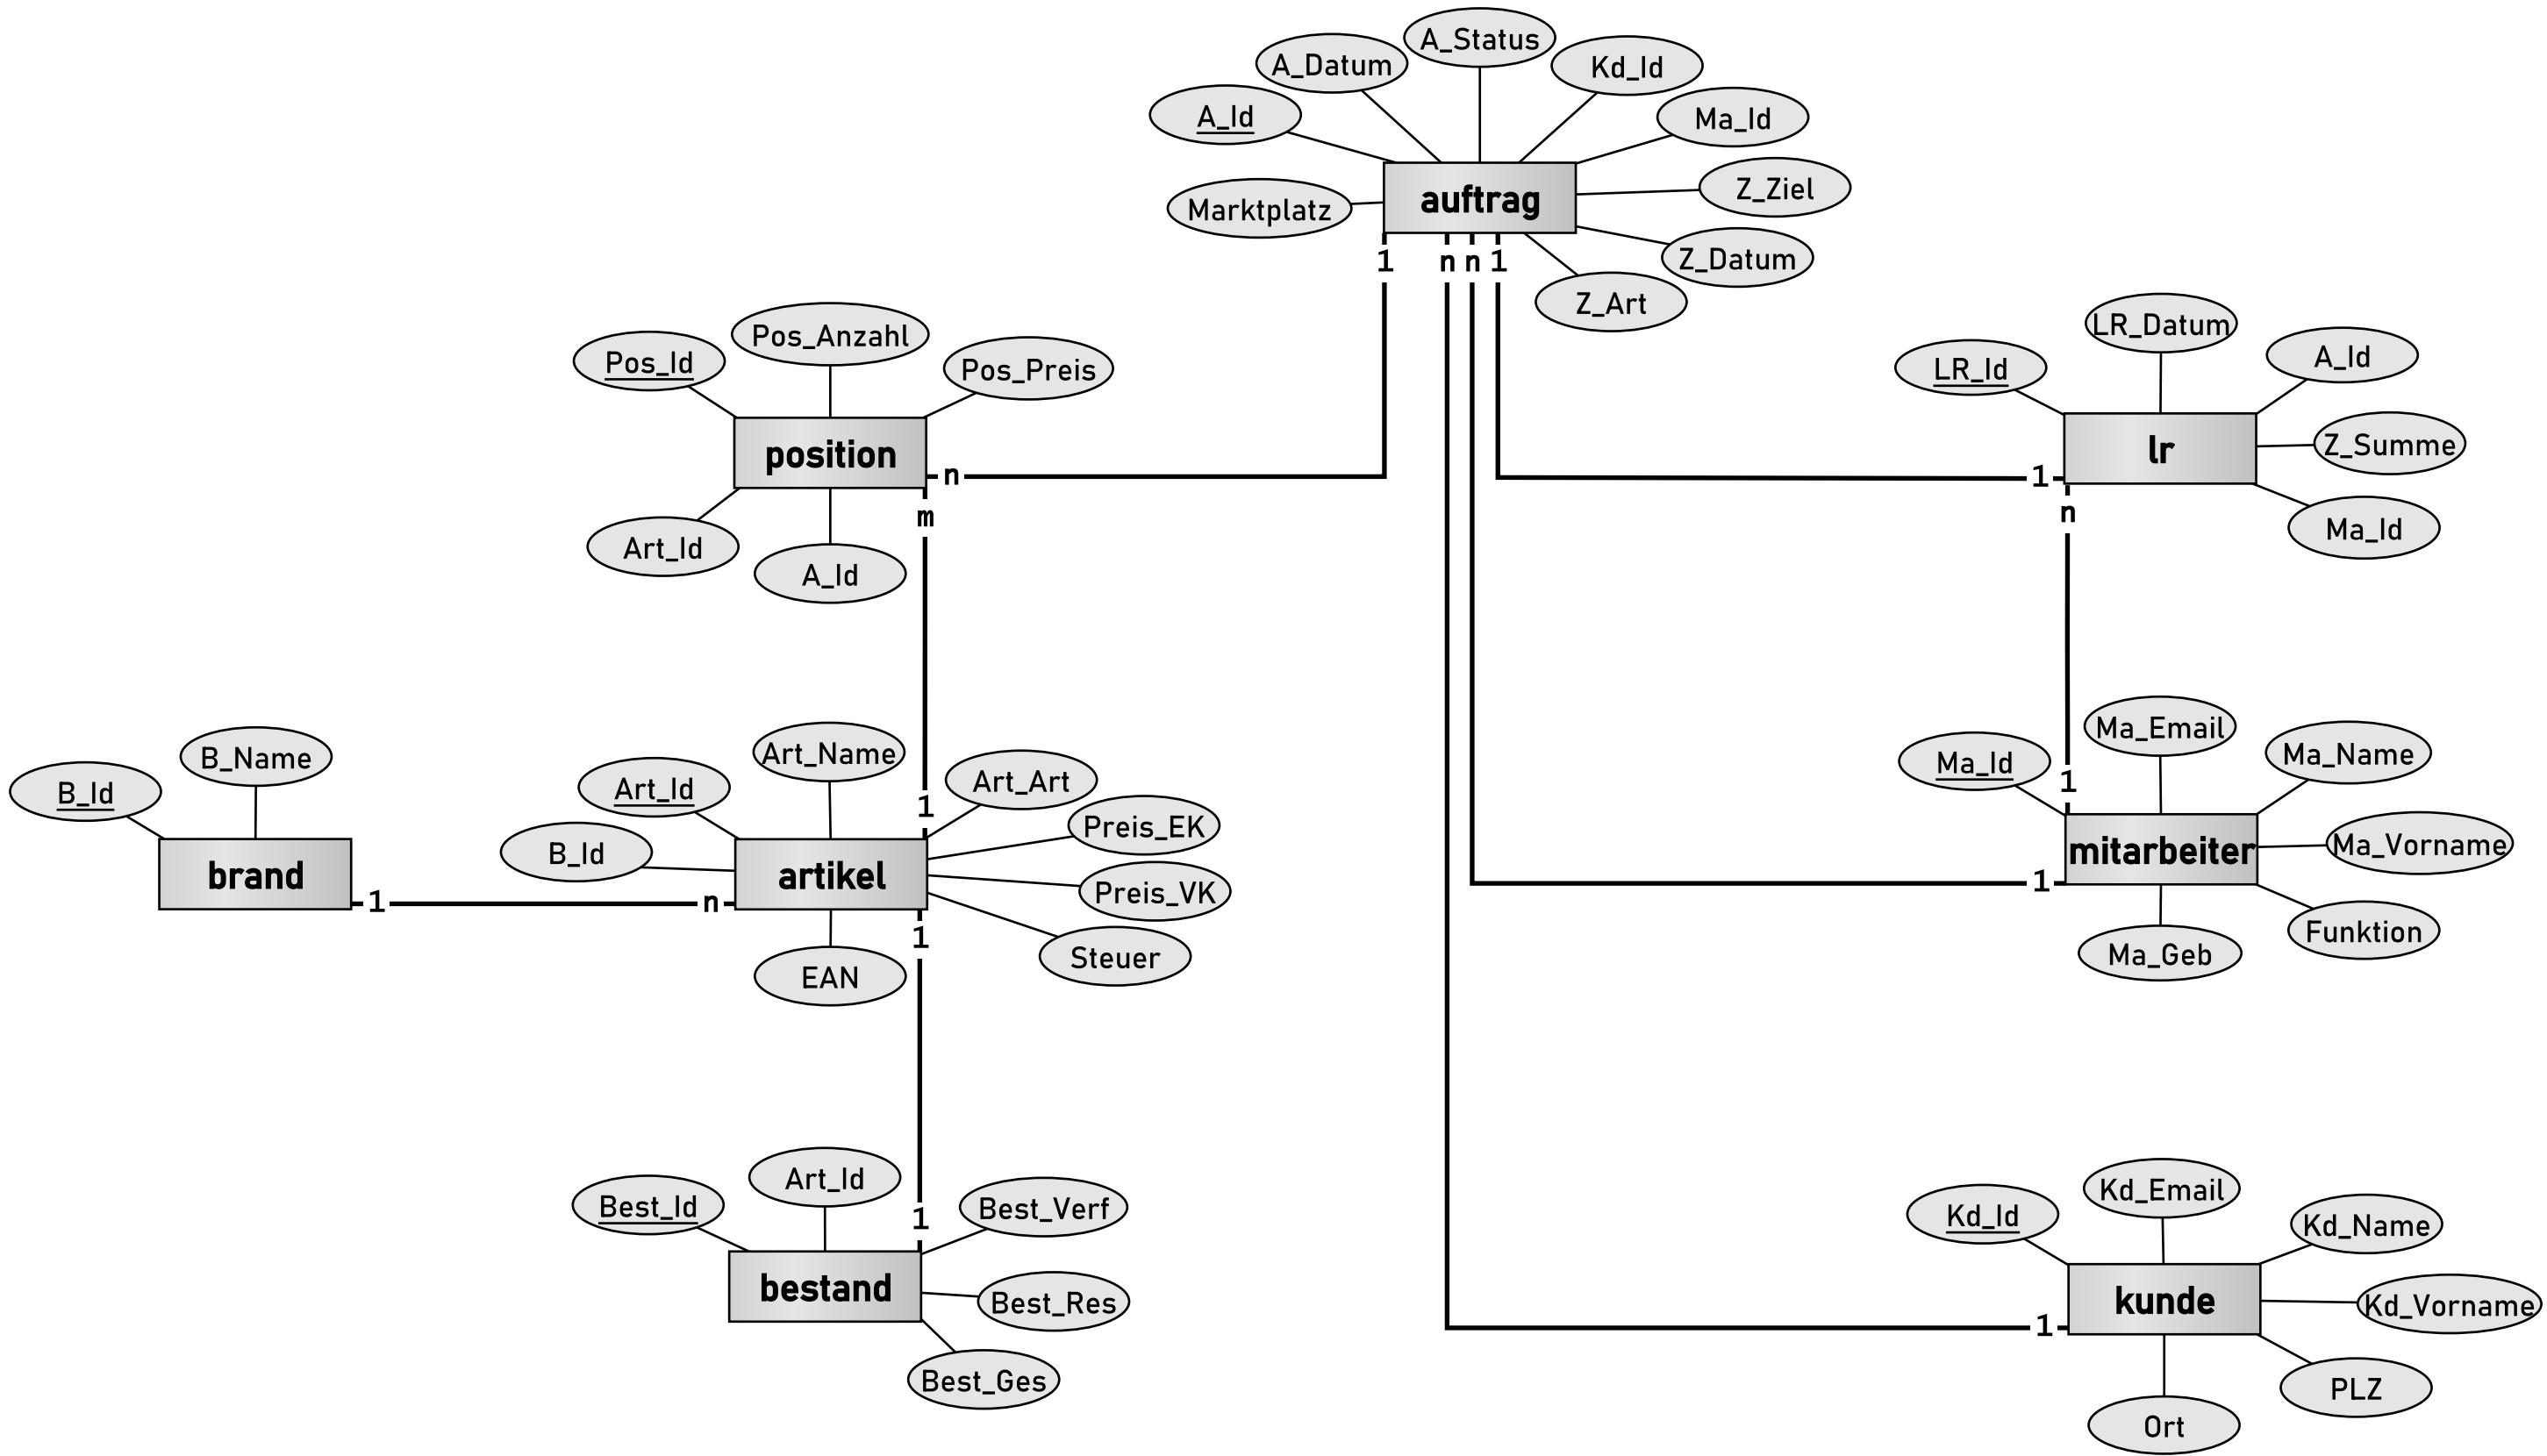 A_Status
A_Datum
Kd_Id
A_Id
Ma_Id
Z_Ziel
Marktplatz
auftrag
Z_Datum
Z_Art
1
n
n
1
Pos_Anzahl
Pos_Id
Pos_Preis
position
n
m
Art_Id
A_Id
LR_Datum
LR_Id
A_Id
lr
Z_Summe
1
n
Ma_Id
B_Name
B_Id
brand
1
Art_Name
Art_Id
Art_Art
1
B_Id
Preis_EK
artikel
Preis_VK
n
1
Steuer
EAN
Ma_Email
Ma_Id
Ma_Name
1
mitarbeiter
Ma_Vorname
1
Funktion
Ma_Geb
Art_Id
Best_Id
Best_Verf
1
bestand
Best_Res
Best_Ges
Kd_Email
Kd_Id
Kd_Name
kunde
Kd_Vorname
1
PLZ
Ort